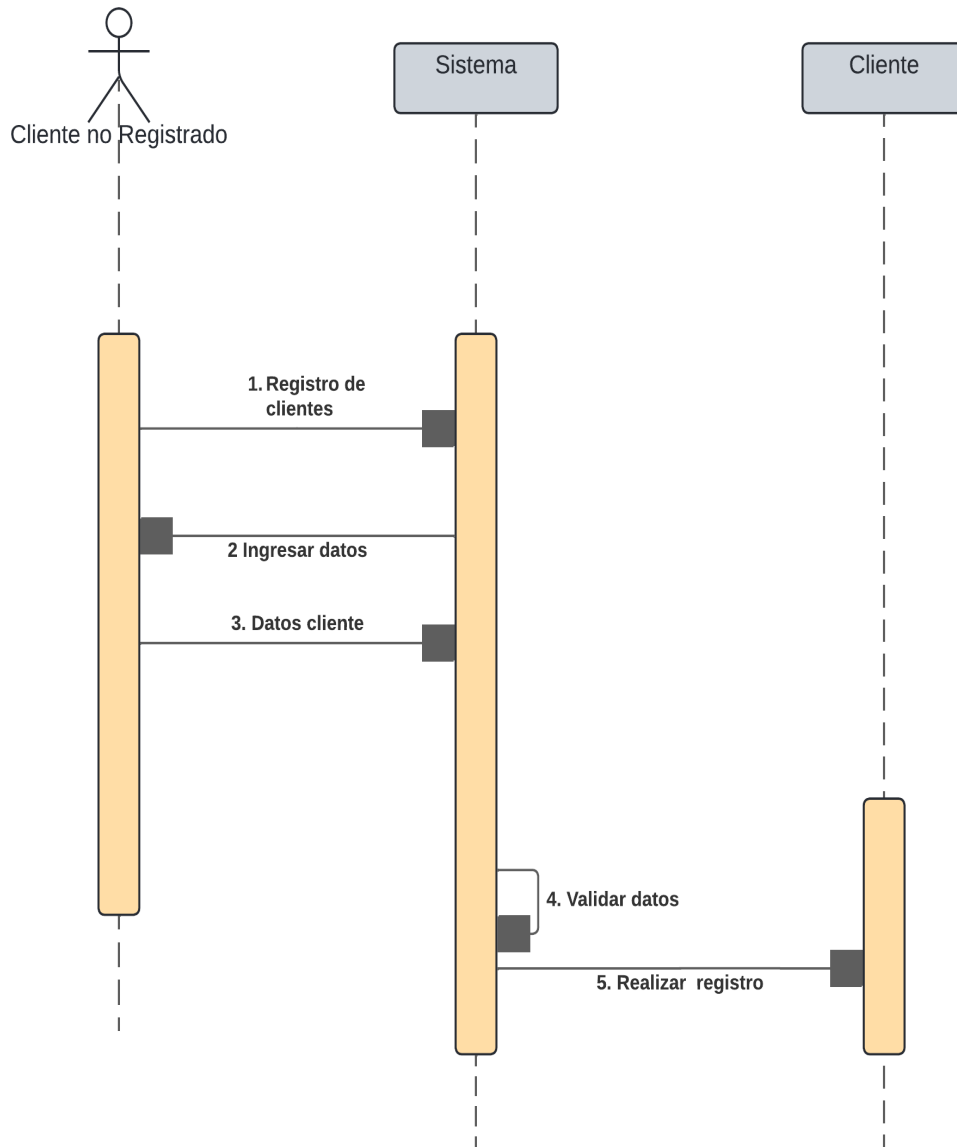 Sistema
Cliente
Cliente no Registrado
1. Registro de
clientes
2 Ingresar datos
3. Datos cliente
4. Validar datos
5. Realizar  registro